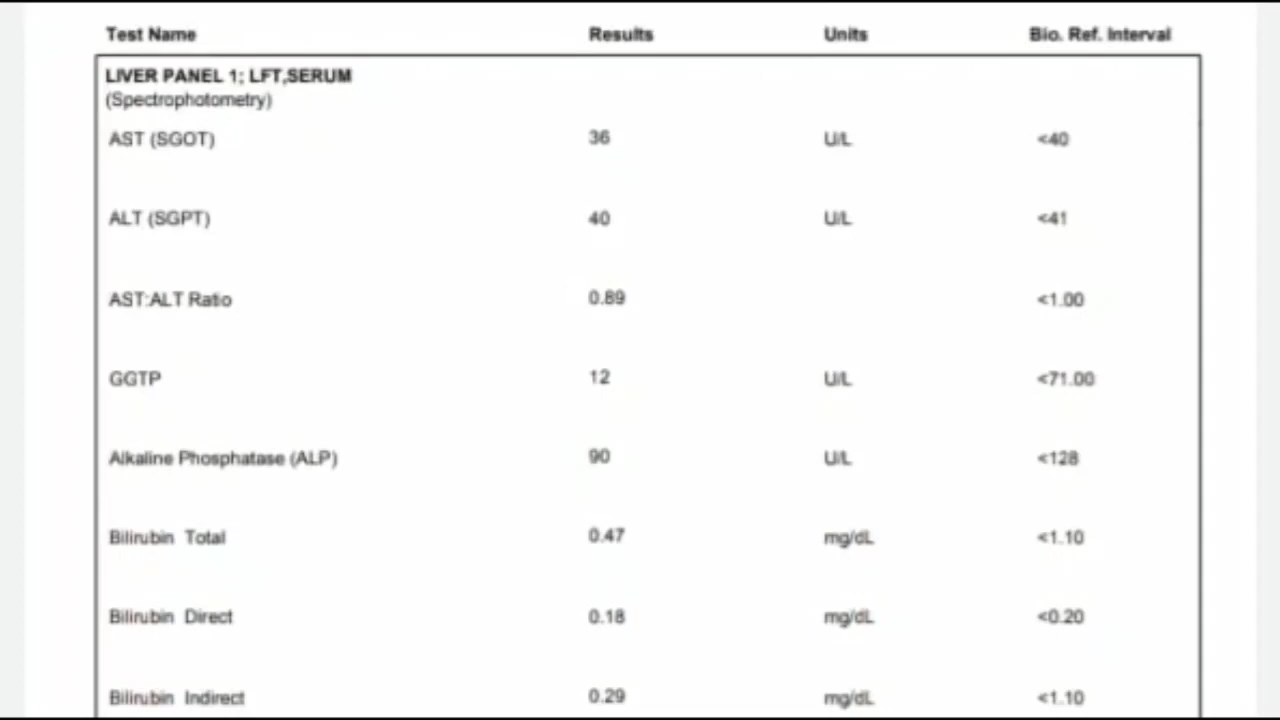 Test Name Results Units Bio. Ref. Interval
LIVER PANEL 1; LFT,SERUM
(Spectrophotometry)
AST (SGOT) 36 U/L <40
ALT (SGPT) 40 U/L <41
AST:ALT Ratio 0.89 <1.00
GGTP 12 U/L <71.00
Alkaline Phosphatase (ALP) 90 U/L <128
Bilirubin Total 0.47 mg/dL <1.10
Bilirubin Direct 0.18 mg/dL <0.20
Bilirubin Indirect 0.29 mg/dL <1.10